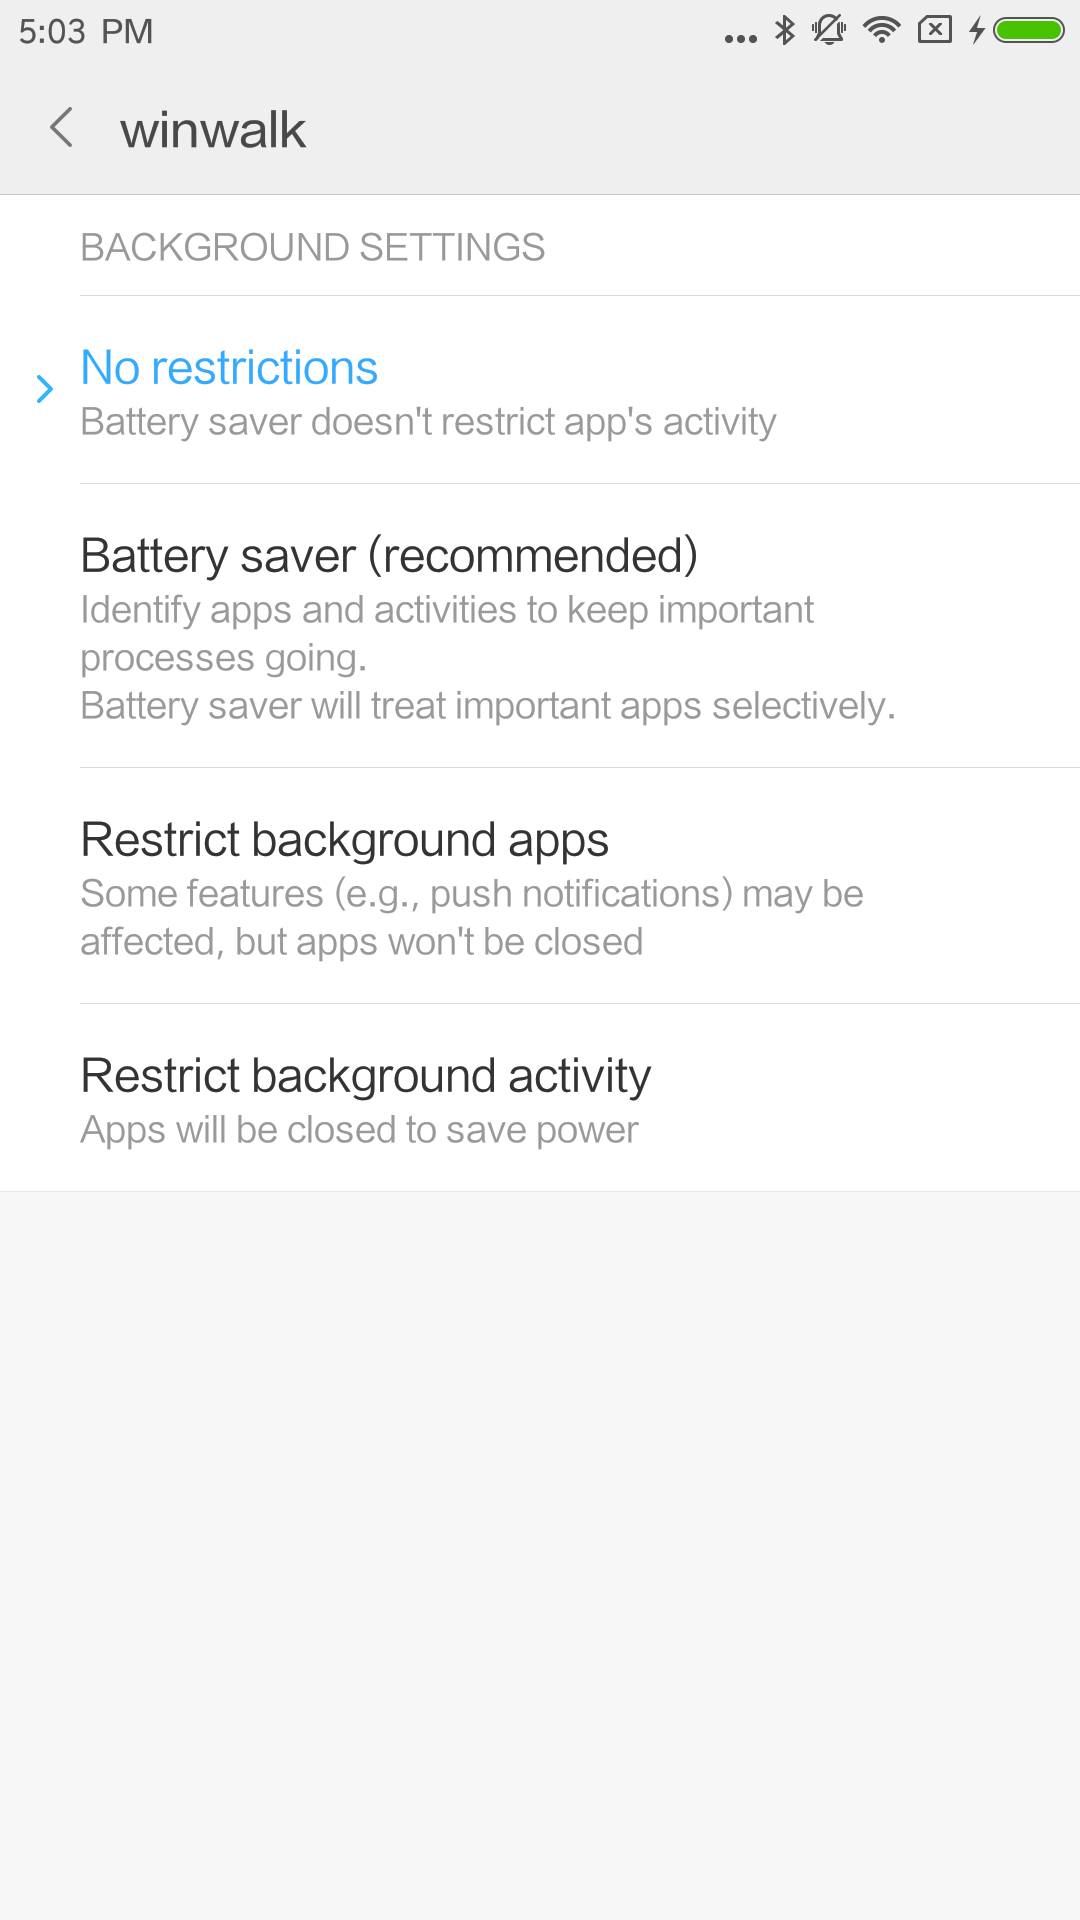 5:03 PM
winwalk
BACKGROUND SETTINGS
No restrictions
Battery saver doesn't restrict app's activity
Battery saver (recommended)
Identify apps and activities to keep important
processes going.
Battery saver will treat important apps selectively.
Restrict background apps
Some features (e.g., push notifications) may be
affected, but apps won't be closed
Restrict background activity
Apps will be closed to save power